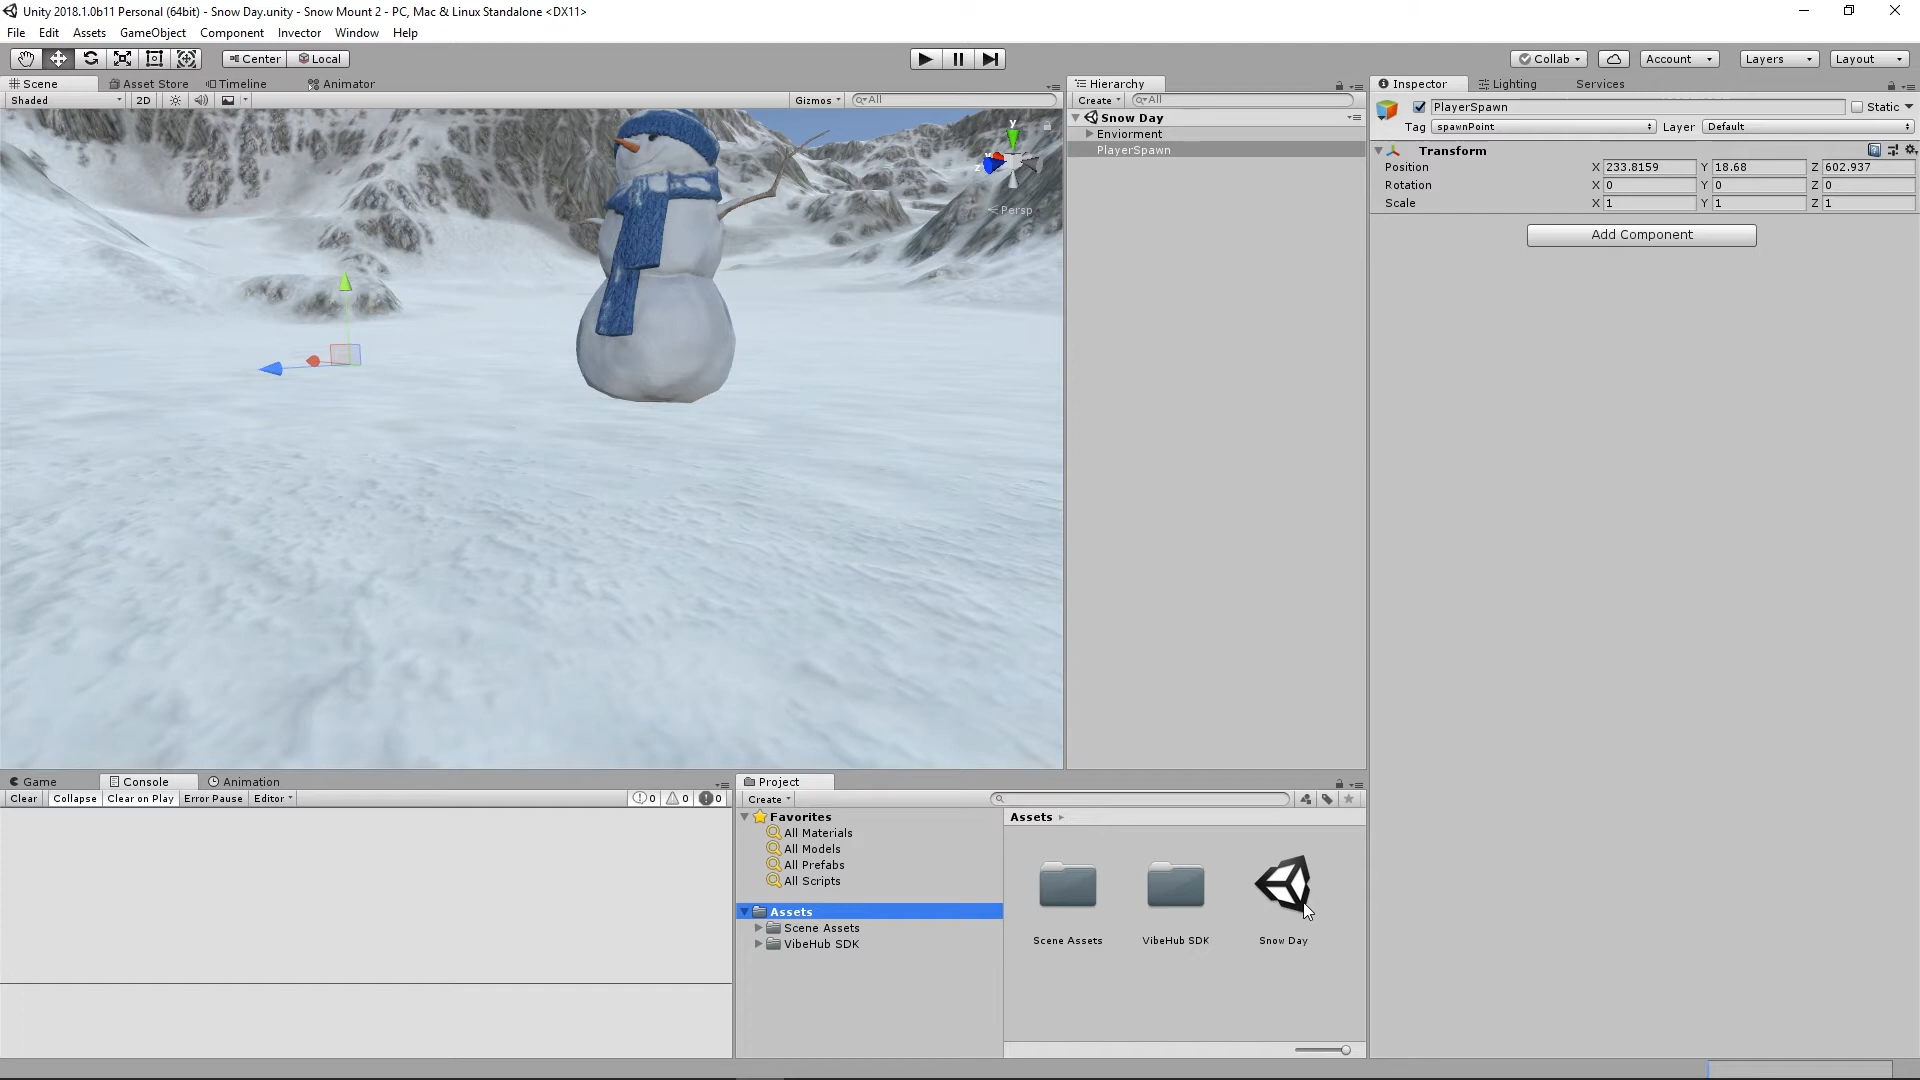 Unity 2018.1.0b11 Personal (64bit) - Snow Day.unity - Snow Mount 2 - PC, Mac & Linux Standalone <DX11>
File Edit Assets GameObject Component Invector Window Help
Center Local Collab Account Layers Layout
Scene Asset Store Timeline Animator
Shaded 2D Gizmos All
y
z
Persp
Hierarchy
Create All
Snow Day
Enviorment
PlayerSpawn
Inspector Lighting Services
PlayerSpawn Static
Tag spawnPoint Layer Default
Transform
Position X 233.8159 Y 18.68 Z 602.937
Rotation X 0 Y 0 Z 0
Scale X 1 Y 1 Z 1
Add Component
Game Console Animation
Clear Collapse Clear on Play Error Pause Editor 0 0 0
Project
Create
Favorites
All Materials
All Models
All Prefabs
All Scripts
Assets
Scene Assets
VibeHub SDK
Assets
Scene Assets VibeHub SDK Snow Day